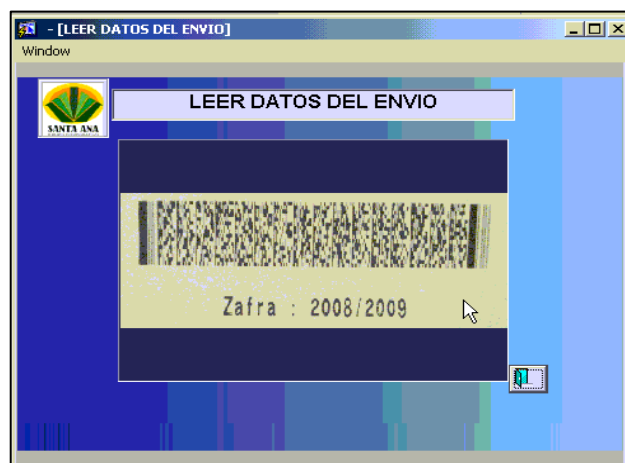 - [LEER DATOS DEL ENVIO]
Window
LEER DATOS DEL ENVIO
SANTA ANA
Zafra : 2008/2009